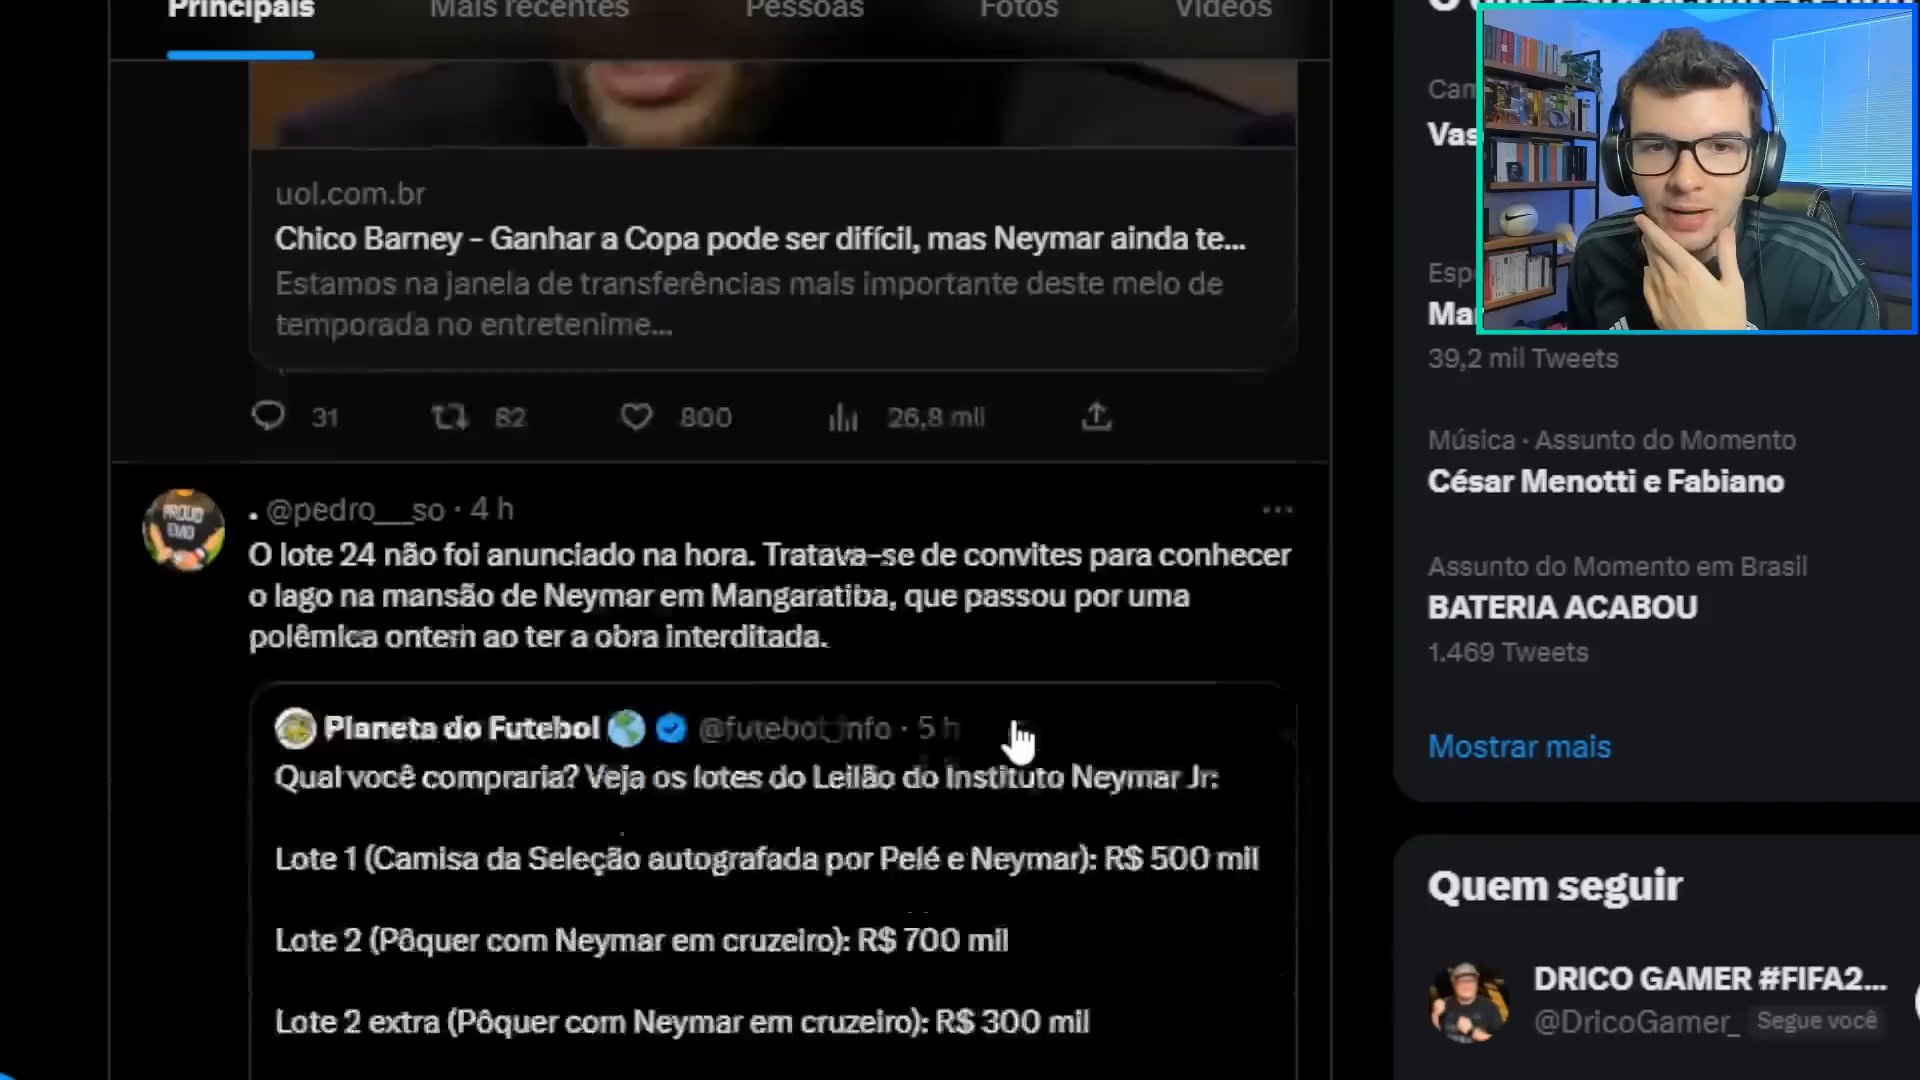 Principais
Mais recentes
Pessoas
Fotos
Vídeos
uol.com.br
Chico Barney - Ganhar a Copa pode ser difícil, mas Neymar ainda te...
Estamos na janela de transferências mais importante deste meio de
temporada no entretenime...
31
82
800
26,8 mil
. @pedro___so · 4 h
O lote 24 não foi anunciado na hora. Tratava-se de convites para conhecer
o lago na mansão de Neymar em Mangaratiba, que passou por uma
polêmica ontem ao ter a obra interditada.
Planeta do Futebol @futebol_info · 5 h
Qual você compraria? Veja os lotes do Leilão do Instituto Neymar Jr:
Lote 1 (Camisa da Seleção autografada por Pelé e Neymar): R$ 500 mil
Lote 2 (Pôquer com Neymar em cruzeiro): R$ 700 mil
Lote 2 extra (Pôquer com Neymar em cruzeiro): R$ 300 mil
PROUD
Cam
Vas
Esp
Mar
39,2 mil Tweets
Música · Assunto do Momento
César Menotti e Fabiano
Assunto do Momento em Brasil
BATERIA ACABOU
1.469 Tweets
Mostrar mais
Quem seguir
DRICO GAMER #FIFA2...
@DricoGamer_ Segue você